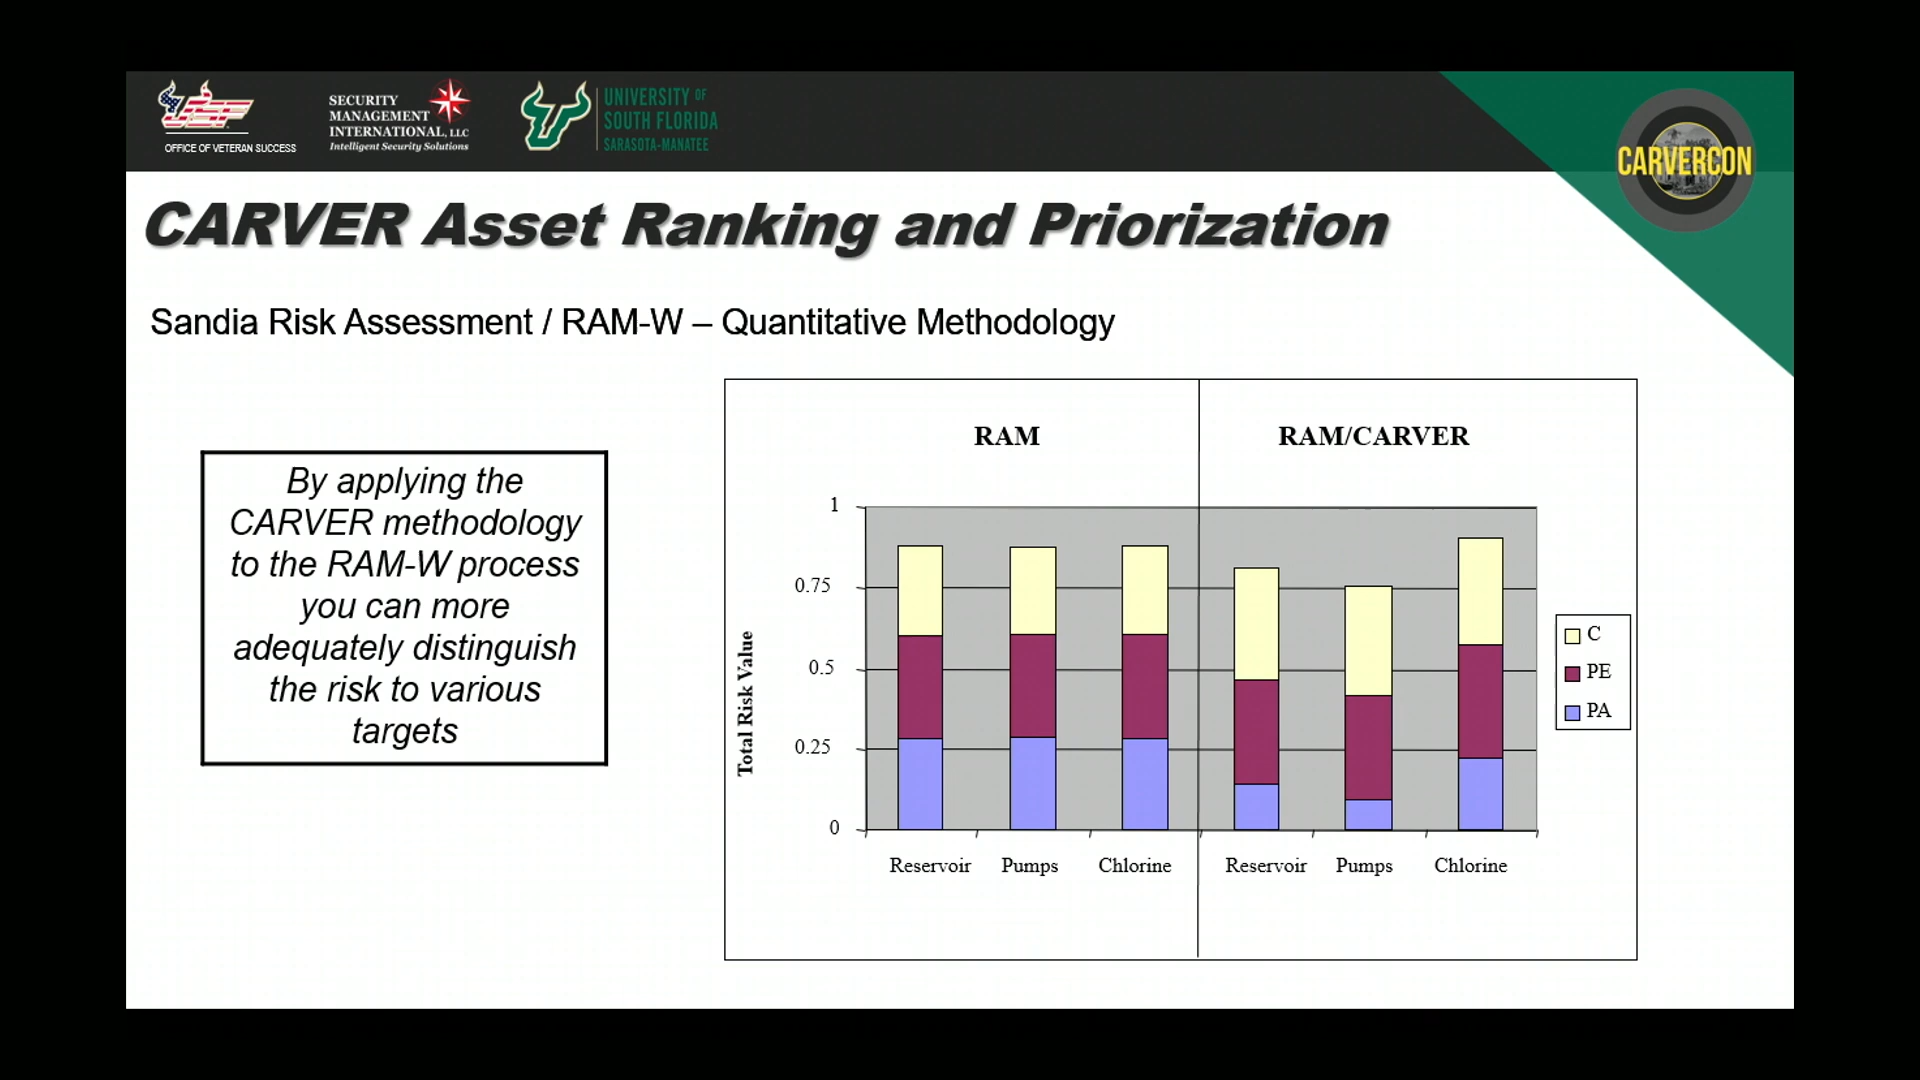 USF
OFFICE OF VETERAN SUCCESS
SECURITY
MANAGEMENT
INTERNATIONAL, LLC
Intelligent Security Solutions
UNIVERSITY OF
SOUTH FLORIDA
SARASOTA-MANATEE
CARVERCON
CARVER Asset Ranking and Priorization
Sandia Risk Assessment / RAM-W – Quantitative Methodology
By applying the
CARVER methodology
to the RAM-W process
you can more
adequately distinguish
the risk to various
targets
RAM
RAM/CARVER
Total Risk Value
1
0.75
0.5
0.25
0
Reservoir Pumps Chlorine Reservoir Pumps Chlorine
C
PE
PA